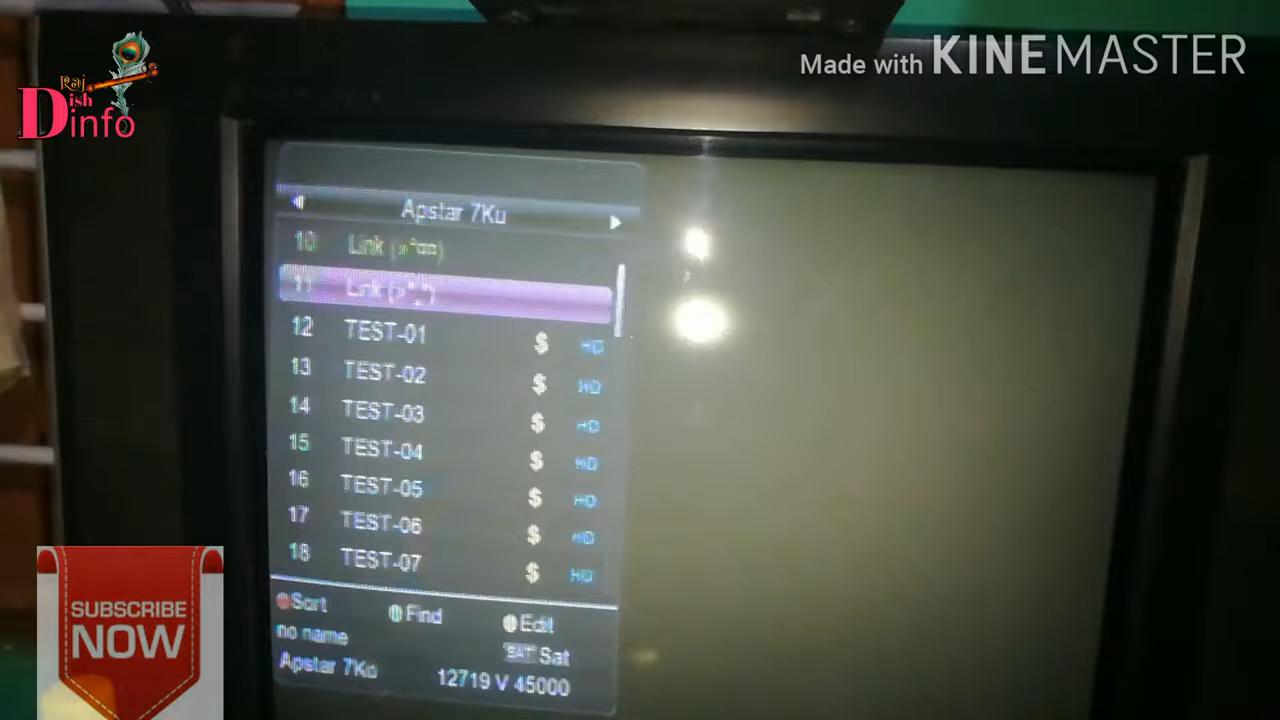 Raj
Dish
info
Made with KINEMASTER
Apstar 7Ku
10 Link
11 Link
12 TEST-01 $ HD
13 TEST-02 $ HD
14 TEST-03 $ HD
15 TEST-04 $ HD
16 TEST-05 $ HD
17 TEST-06 $ HD
18 TEST-07 $ HD
Sort Find Edit
no name
SAT Sat
Apstar 7Ku 12719 V 45000
SUBSCRIBE
NOW